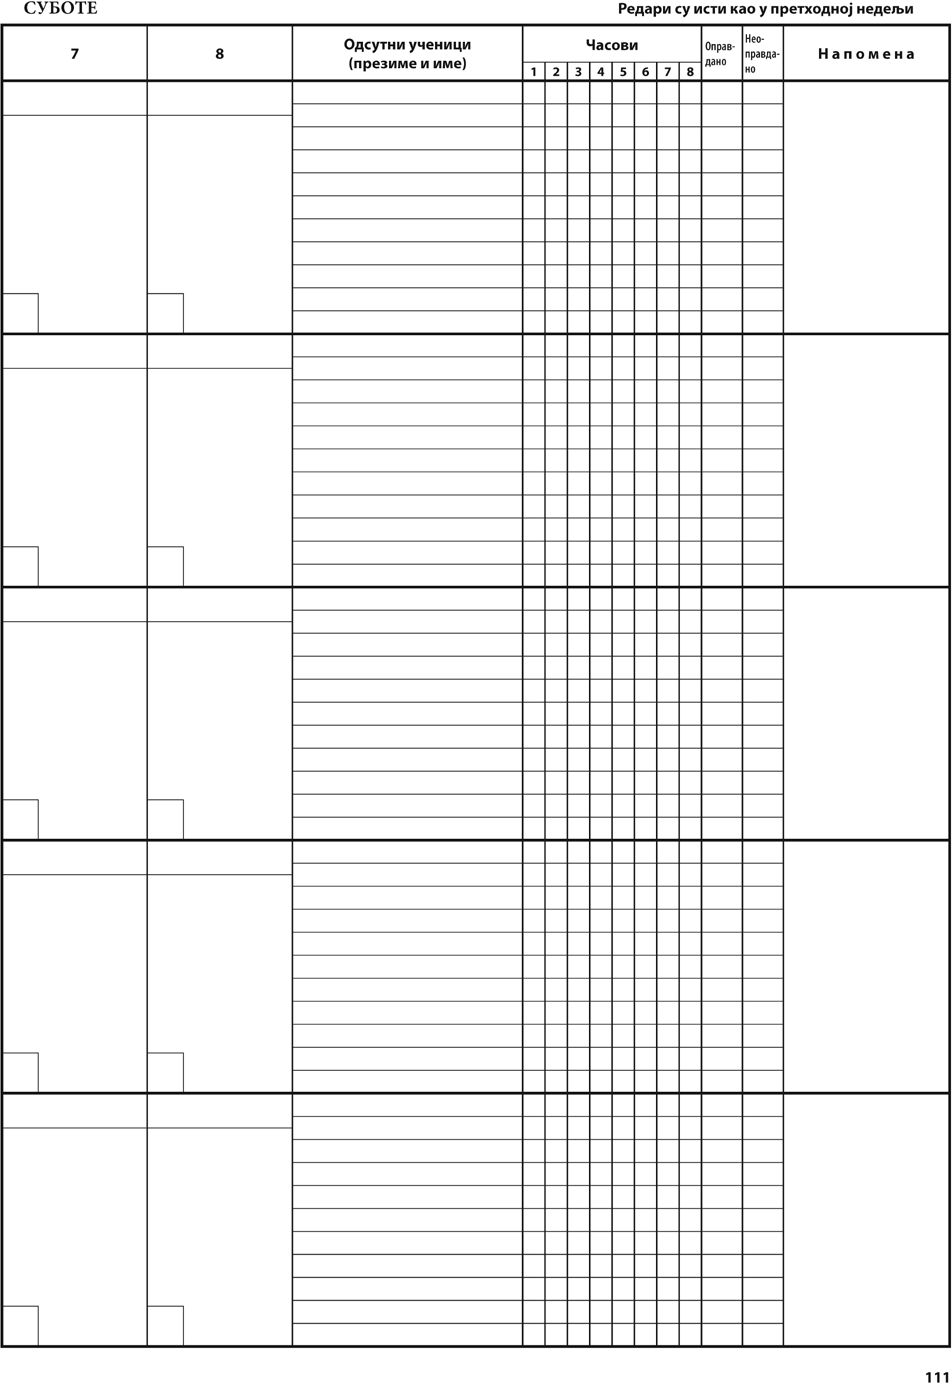 СУБОТЕ
Редари су исти као у претходној недељи
7
8
Одсутни ученици
(презиме и име)
Часови
1 2 3 4 5 6 7 8
Оправ-
дано
Нео-
правда-
но
Напомена
111